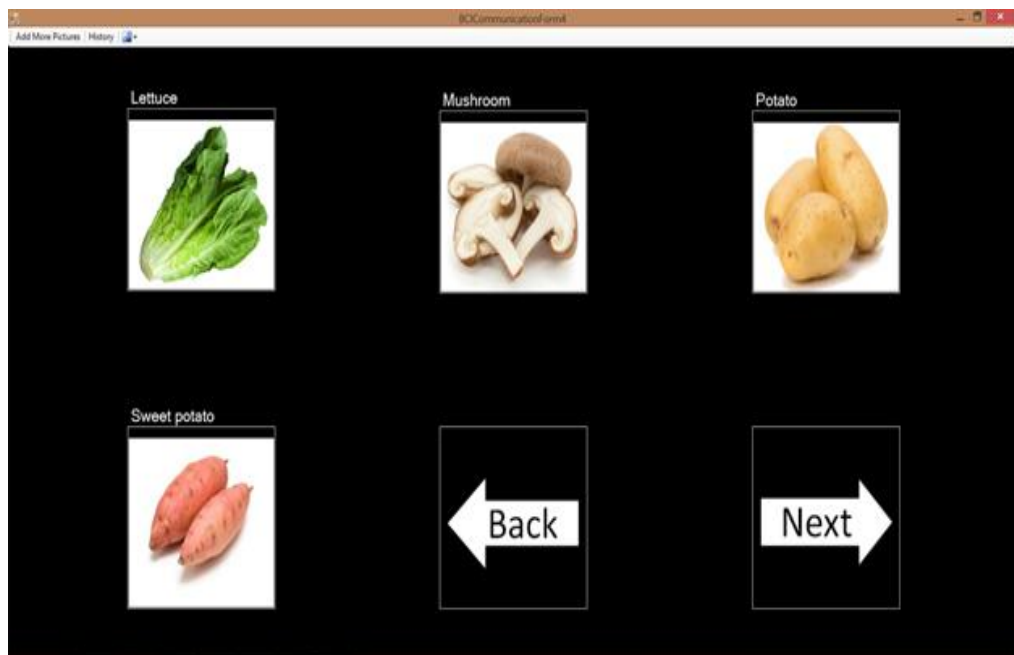 BCICommunicationForm4
Add More Pictures History
Lettuce Mushroom Potato
Sweet potato
Back Next